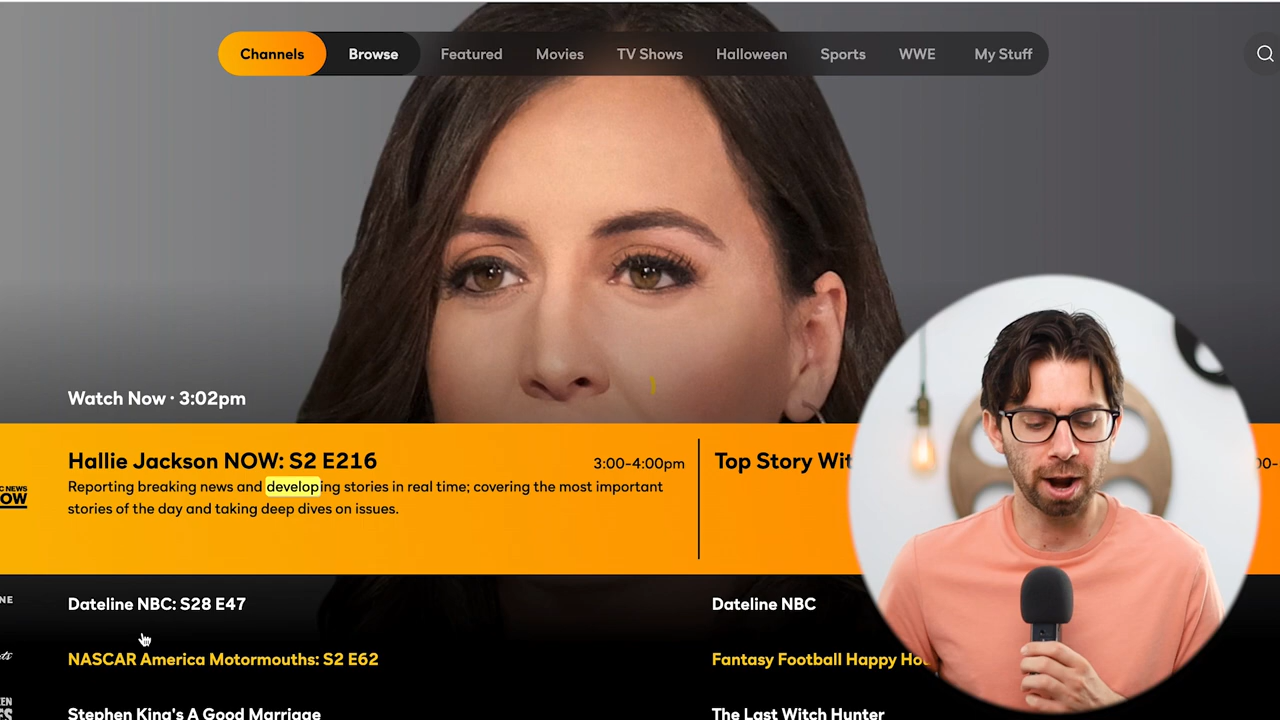 Channels Browse Featured Movies TV Shows Halloween Sports WWE My Stuff
Watch Now · 3:02pm
Hallie Jackson NOW: S2 E216 3:00-4:00pm Top Story Wit
Reporting breaking news and developing stories in real time; covering the most important
stories of the day and taking deep dives on issues.
C NEWS
OW
NE Dateline NBC: S28 E47 Dateline NBC
NASCAR America Motormouths: S2 E62 Fantasy Football Happy Ho
Stephen King's A Good Marriage The Last Witch Hunter